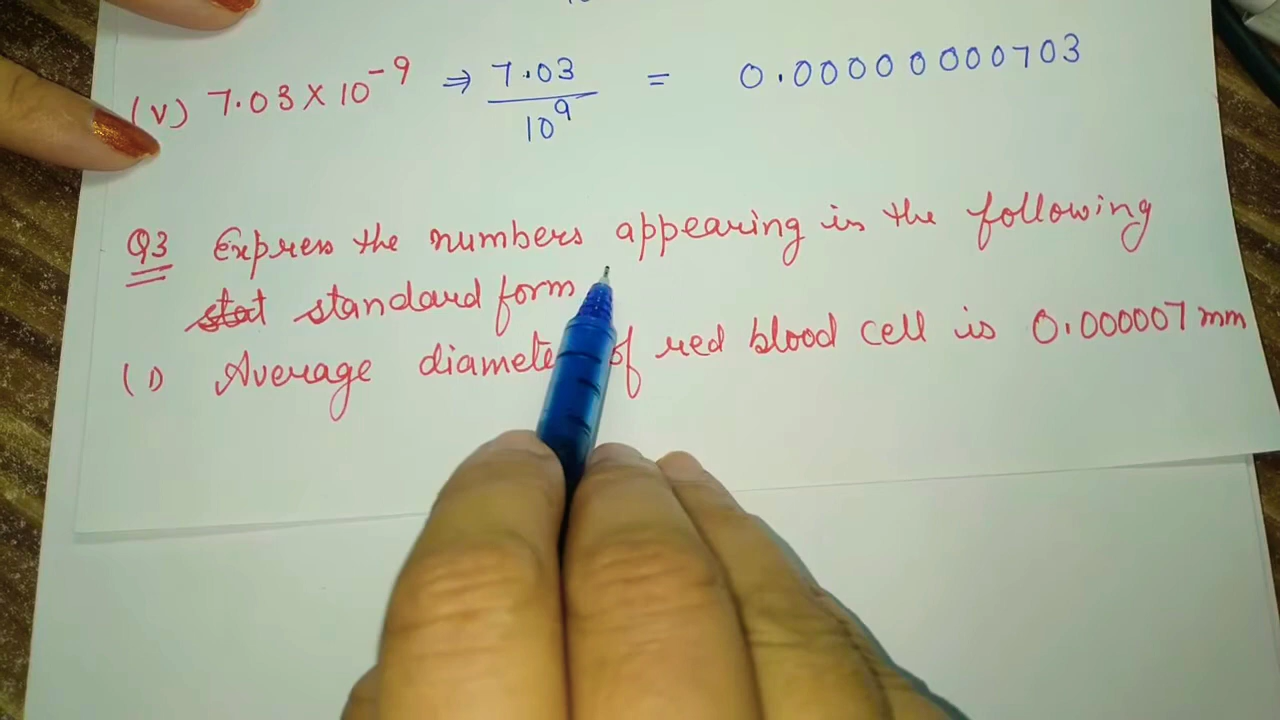 (V) 7.03 X 10⁻⁹ ⇒ 7.03/10⁹ = 0.00000000703
Q3 Express the numbers appearing in the following
standard form
(i) Average diamete of red blood cell is 0.000007 mm